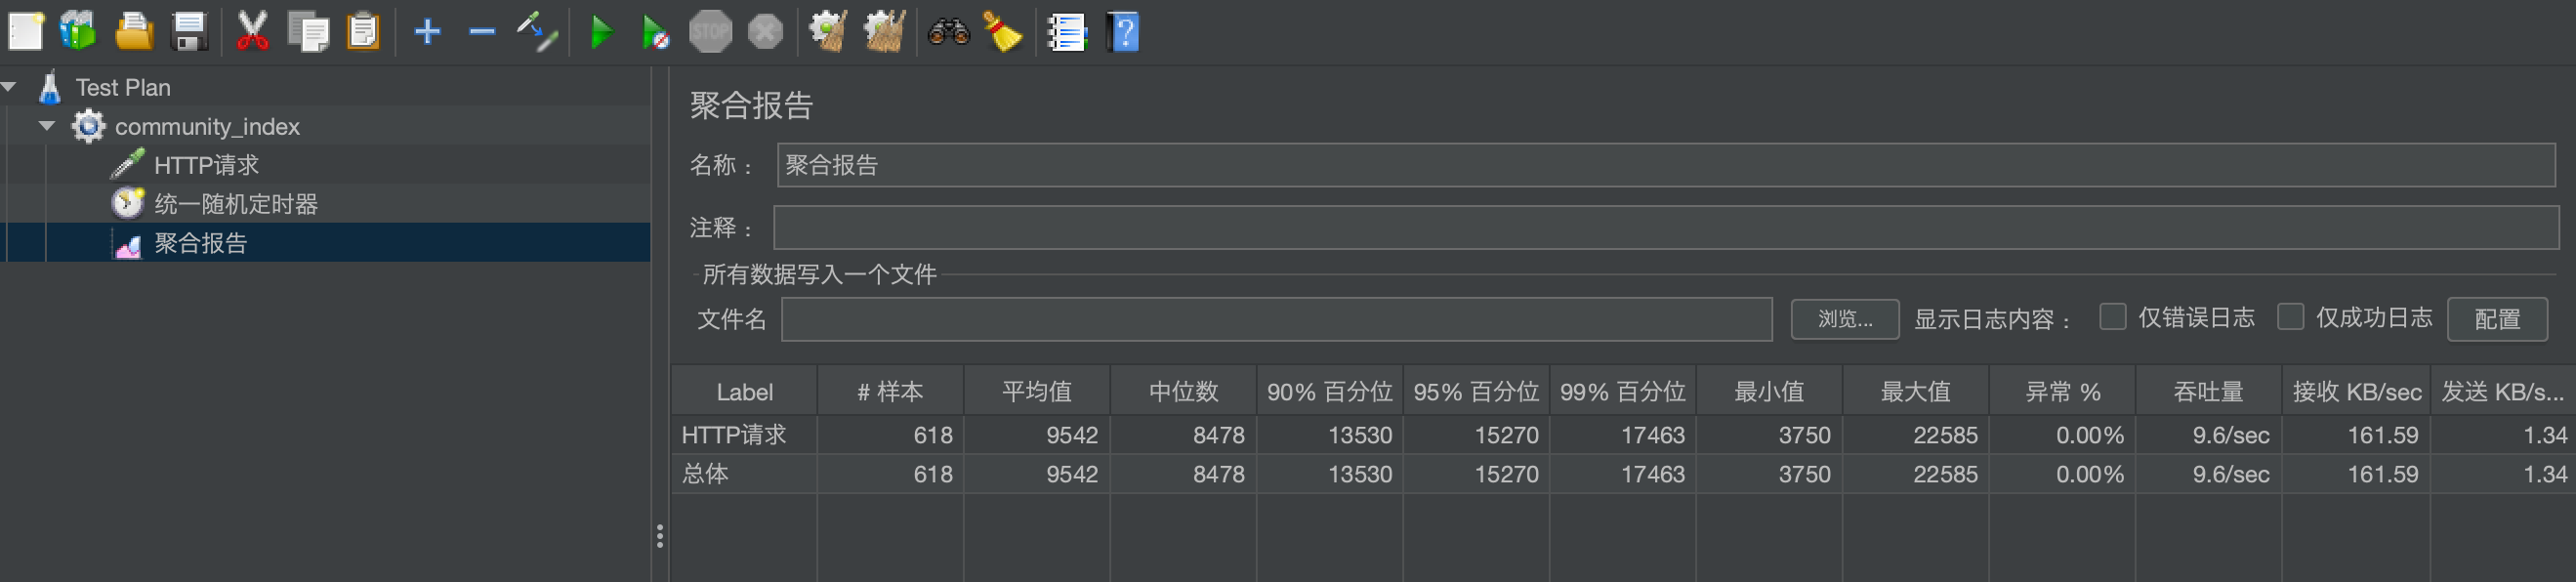 STOP
Test Plan
community_index
HTTP请求
统一随机定时器
聚合报告
聚合报告
名称： 聚合报告
注释：
所有数据写入一个文件
文件名 浏览... 显示日志内容： 仅错误日志 仅成功日志 配置
Label # 样本 平均值 中位数 90% 百分位 95% 百分位 99% 百分位 最小值 最大值 异常 % 吞吐量 接收 KB/sec 发送 KB/s...
HTTP请求 618 9542 8478 13530 15270 17463 3750 22585 0.00% 9.6/sec 161.59 1.34
总体 618 9542 8478 13530 15270 17463 3750 22585 0.00% 9.6/sec 161.59 1.34